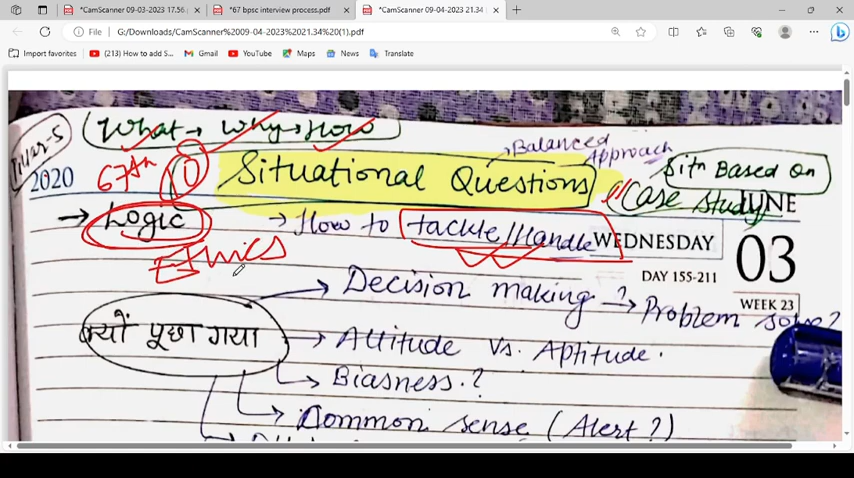 *CamScanner 09-03-2023 17.56 p
*67 bpsc interview process.pdf
*CamScanner 09-04-2023 21.34
File
G:/Downloads/CamScanner%2009-04-2023%2021.34%20(1).pdf
Import favorites
(213) How to add S...
Gmail
YouTube
Maps
News
Translate
What → Why → How
2020
67th
①
Situational Questions
Balanced
Approach
Sitn Based On
Case Study
JUNE
→ Logic
→ How to tackle/Handle
WEDNESDAY
03
Ethics
DAY 155-211
WEEK 23
→ Decision making → Problem solve?
क्यों पूछा गया
→ Attitude vs. Aptitude.
→ Biasness.?
→ Common sense (Alert?)